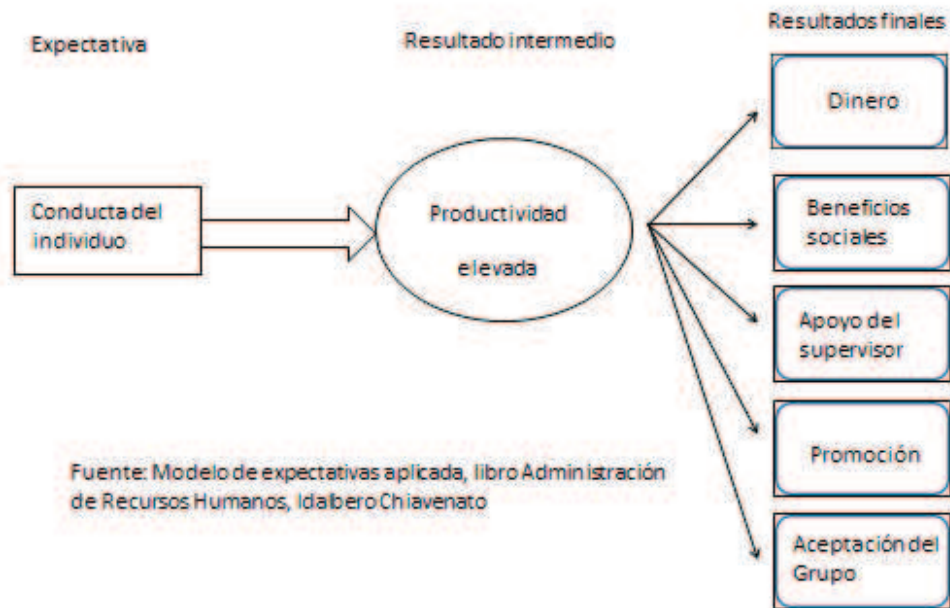 Expectativa
Resultado intermedio
Resultados finales
Conducta del
individuo
Productividad
elevada
Dinero
Beneficios
sociales
Apoyo del
supervisor
Promoción
Aceptación del
Grupo
Fuente: Modelo de expectativas aplicada, libro Administración
de Recursos Humanos, Idalbero Chiavenato